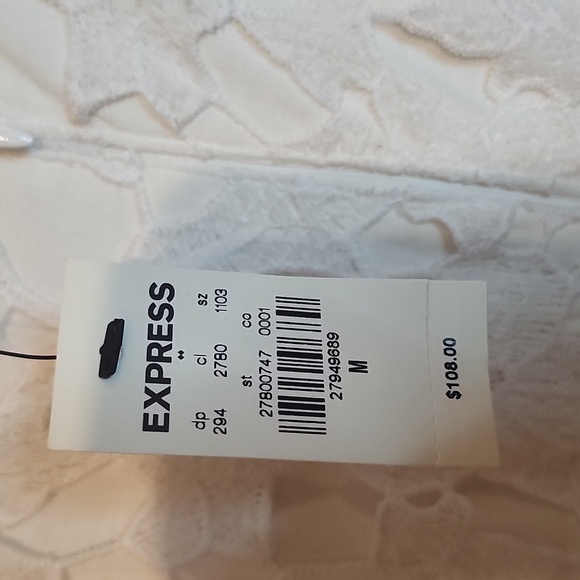 EXPRESS
dp cl sz
294 2780 1103
st co
27800747 0001
27949689
M
$108.00